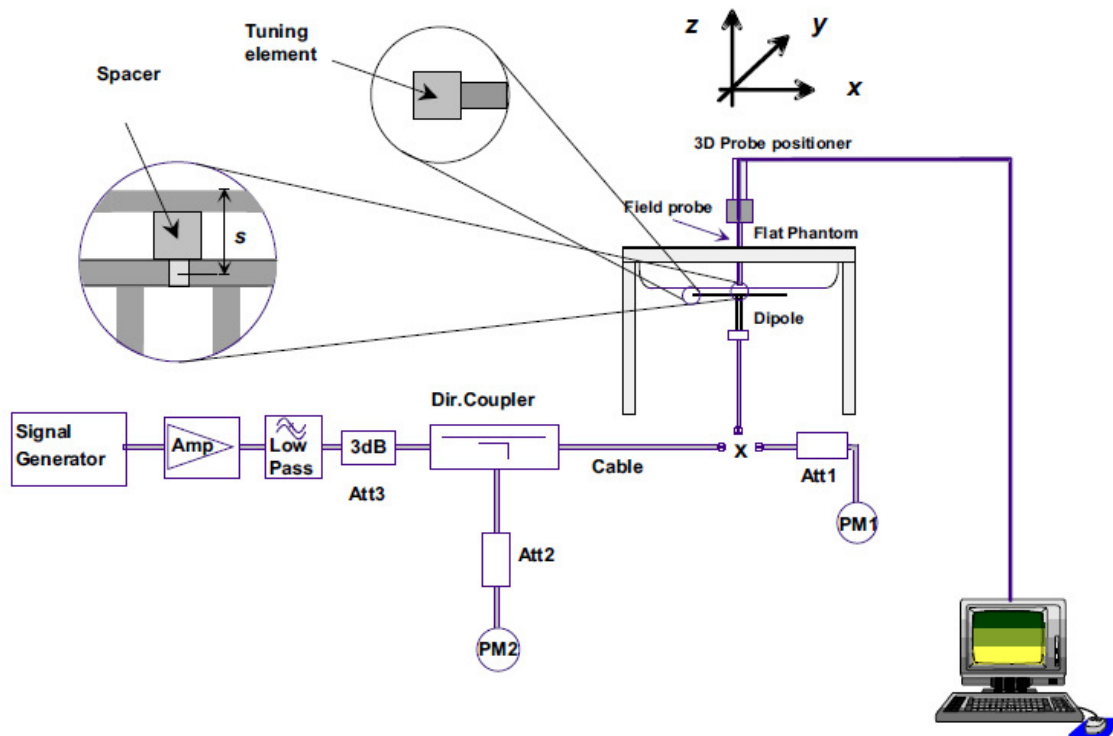 Tuning
element
Spacer
z
y
x
3D Probe positioner
Field probe
Flat Phantom
s
Dipole
Dir.Coupler
Signal
Generator
Amp
Low
Pass
3dB
Att3
Cable
X
Att1
PM1
Att2
PM2